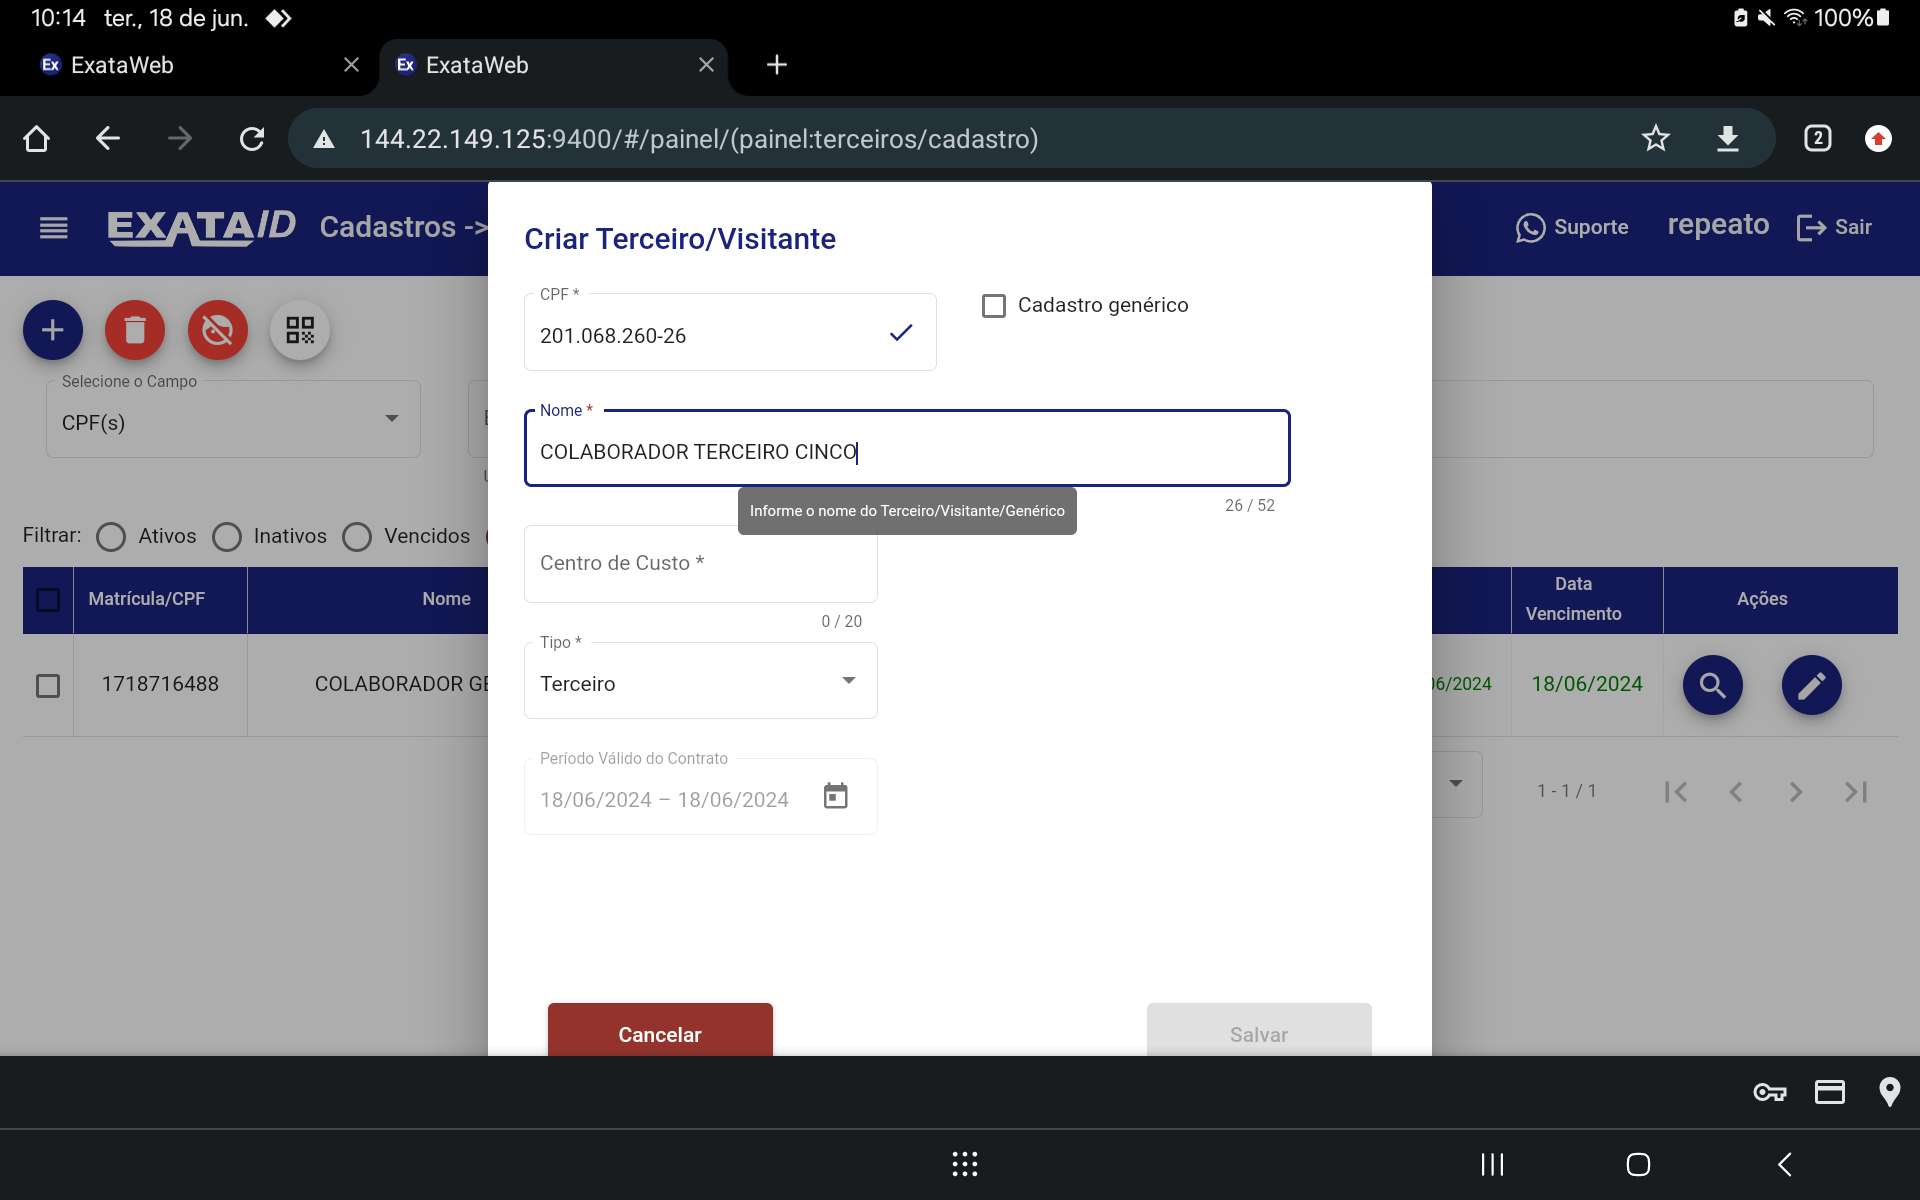 10:14 ter., 18 de jun. 100%
Ex ExataWeb
Ex ExataWeb
144.22.149.125:9400/#/painel/(painel:terceiros/cadastro)
2
EXATA ID Cadastros ->
Suporte repeato Sair
Criar Terceiro/Visitante
CPF *
201.068.260-26
Cadastro genérico
Selecione o Campo
CPF(s)
Nome *
COLABORADOR TERCEIRO CINCO
26 / 52
Informe o nome do Terceiro/Visitante/Genérico
Filtrar: Ativos Inativos Vencidos
Centro de Custo *
0 / 20
Matrícula/CPF Nome Data Vencimento Ações
Tipo *
Terceiro
1718716488 COLABORADOR GE 06/2024 18/06/2024
Período Válido do Contrato
18/06/2024 – 18/06/2024
1 - 1 / 1
Cancelar Salvar